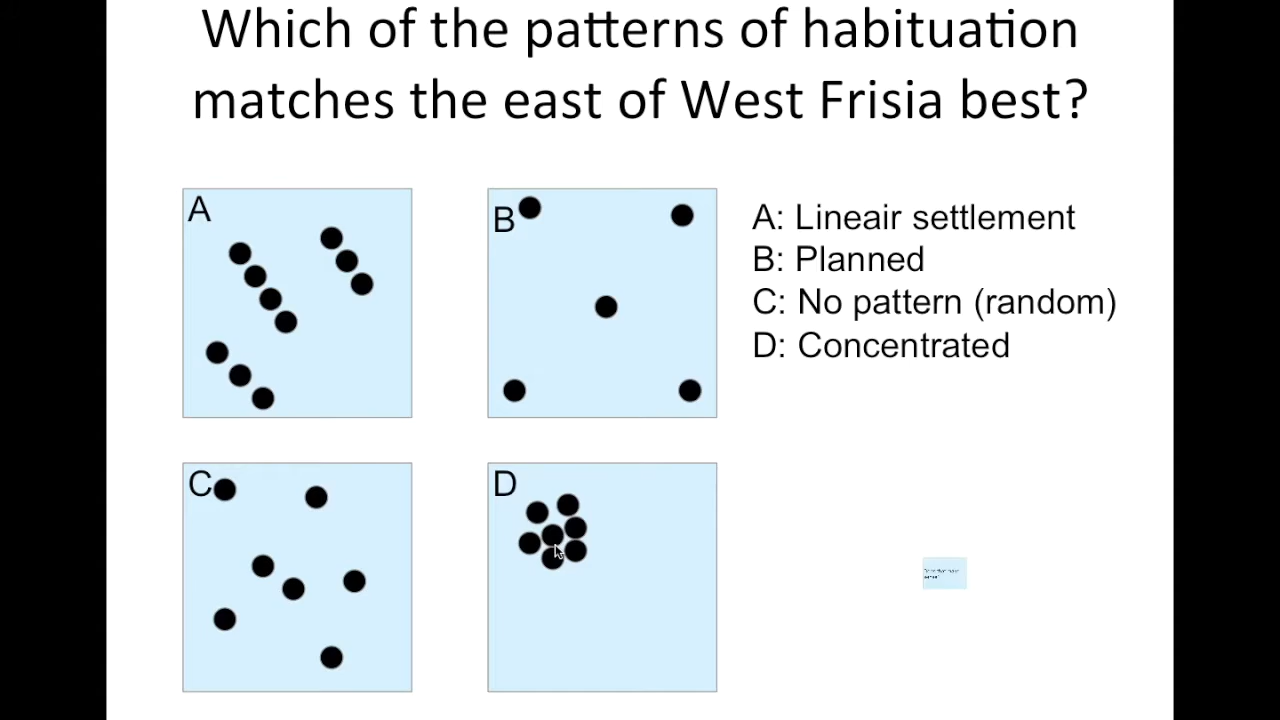 Which of the patterns of habituation
matches the east of West Frisia best?
A
B
A: Lineair settlement
B: Planned
C: No pattern (random)
D: Concentrated
C
D